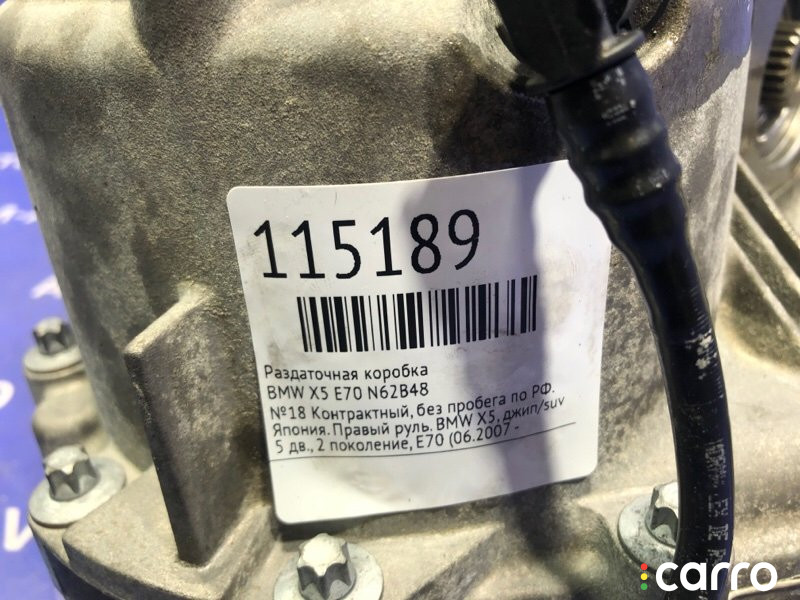 115189
Раздаточная коробка
BMW X5 E70 N62B48
№18 Контрактный, без пробега по РФ.
Япония. Правый руль. BMW X5, джип/suv
5 дв., 2 поколение, E70 (06.2007 -
carro